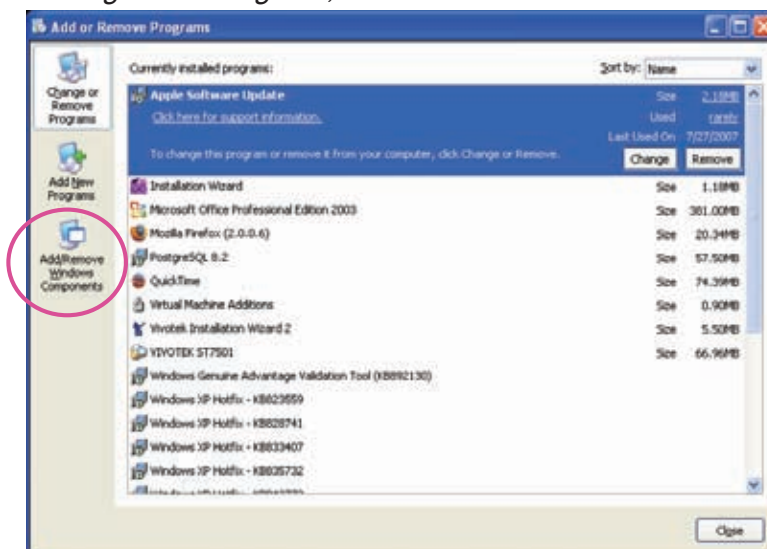 Add or Remove Programs
Change or
Remove
Programs
Add New
Programs
Add/Remove
Windows
Components
Currently installed programs:
Sort by: Name
Apple Software Update Size 2.18MB
Click here for support information. Used rarely
Last Used On 7/27/2007
To change this program or remove it from your computer, click Change or Remove.
Change Remove
Installation Wizard Size 1.18MB
Microsoft Office Professional Edition 2003 Size 381.00MB
Mozilla Firefox (2.0.0.6) Size 20.34MB
PostgreSQL 8.2 Size 57.50MB
QuickTime Size 74.39MB
Virtual Machine Additions Size 0.90MB
Vivotek Installation Wizard 2 Size 5.50MB
VIVOTEK ST7501 Size 66.96MB
Windows Genuine Advantage Validation Tool (KB892130)
Windows XP Hotfix - KB823559
Windows XP Hotfix - KB828741
Windows XP Hotfix - KB833407
Windows XP Hotfix - KB835732
Close